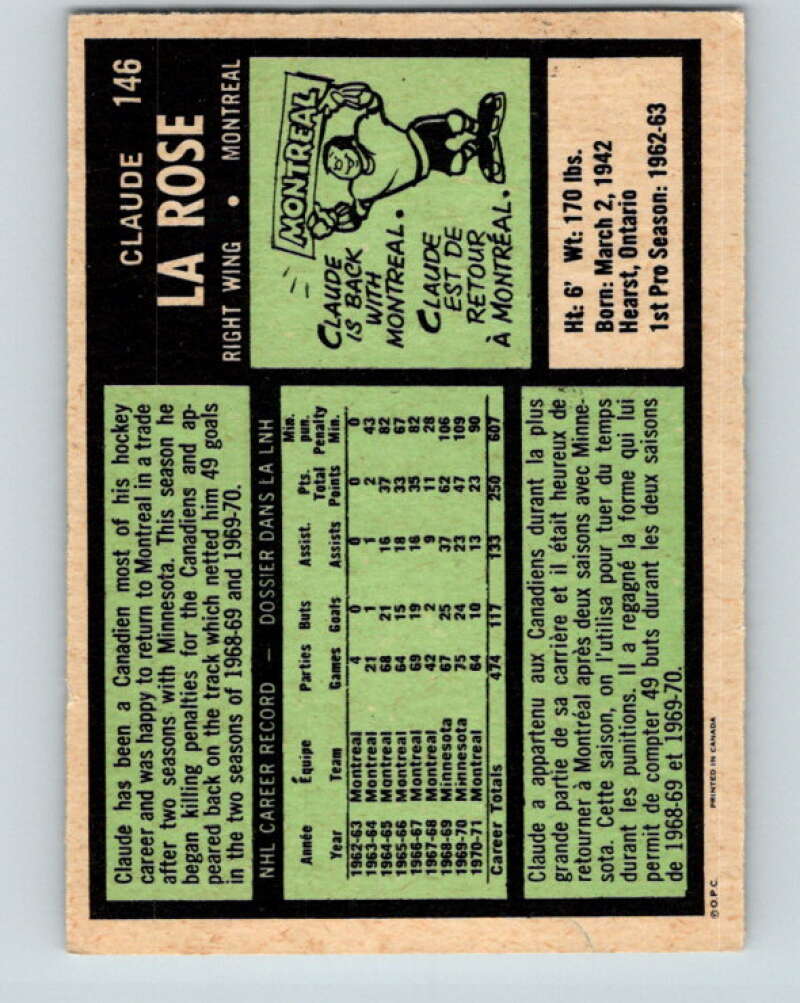 CLAUDE 146
LA ROSE
RIGHT WING • MONTREAL
MONTREAL
CLAUDE
IS BACK
WITH
MONTREAL.
CLAUDE
EST DE
RETOUR
À MONTRÉAL.
Ht: 6' Wt: 170 lbs.
Born: March 2, 1942
Hearst, Ontario
1st Pro Season: 1962-63
Claude has been a Canadien most of his hockey
career and was happy to return to Montreal in a trade
after two seasons with Minnesota. This season he
began killing penalties for the Canadiens and ap-
peared back on the track which netted him 49 goals
in the two seasons of 1968-69 and 1969-70.
NHL CAREER RECORD — DOSSIER DANS LA LNH
Année Équipe Parties Buts Assist. Pts. Total Min. pun.
Year Team Games Goals Assists Points Penalty Min.
1962-63 Montreal 4 0 0 0 0
1963-64 Montreal 21 1 1 2 43
1964-65 Montreal 68 21 16 37 82
1965-66 Montreal 64 15 18 33 67
1966-67 Montreal 69 19 16 35 82
1967-68 Montreal 42 2 9 11 28
1968-69 Minnesota 67 25 37 62 106
1969-70 Minnesota 75 24 23 47 109
1970-71 Montreal 64 10 13 23 90
Career Totals 474 117 133 250 607
Claude a appartenu aux Canadiens durant la plus
grande partie de sa carrière et il était heureux de
retourner à Montréal après deux saisons avec Minne-
sota. Cette saison, on l'utilisa pour tuer du temps
durant les punitions. Il a regagné la forme qui lui
permit de compter 49 buts durant les deux saisons
de 1968-69 et 1969-70.
© O.P.C. PRINTED IN CANADA